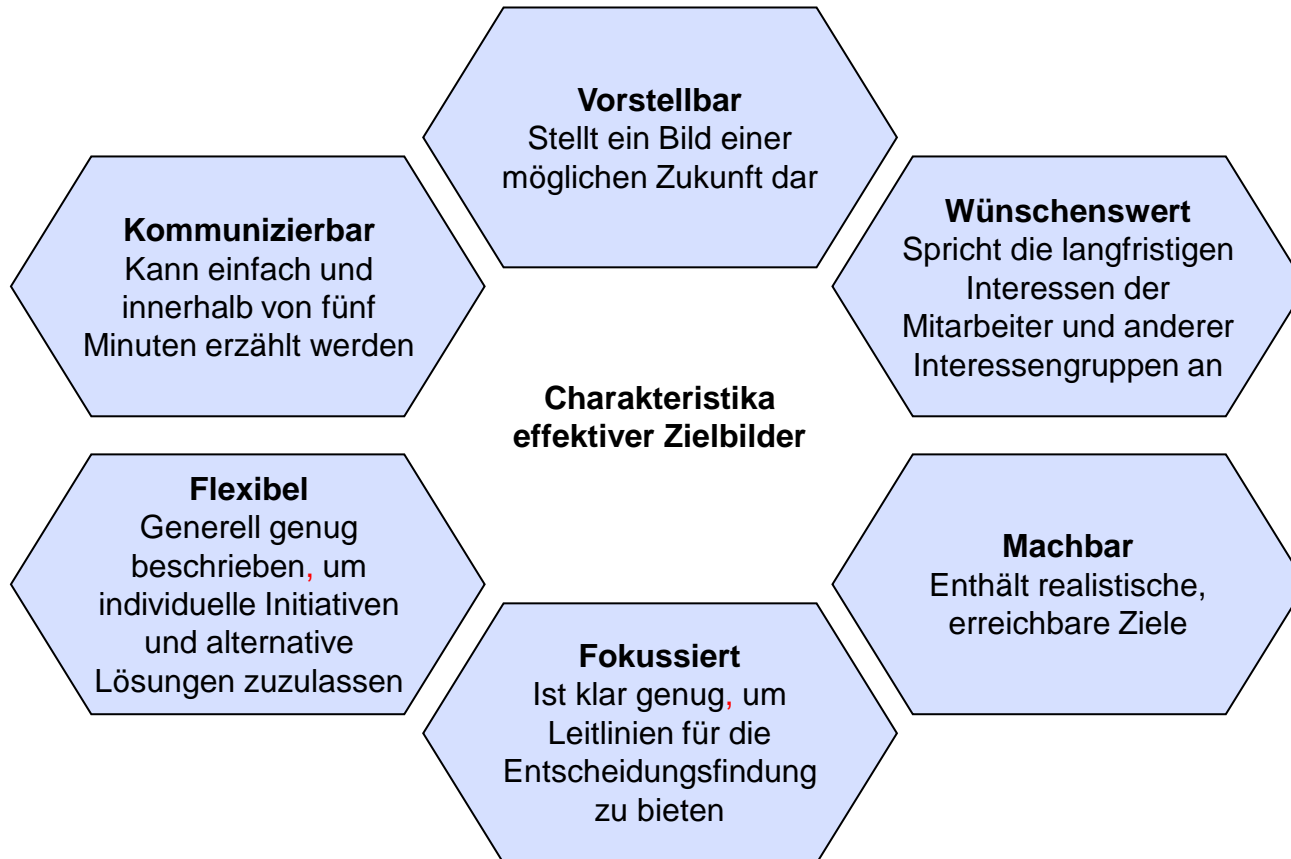 Vorstellbar
Stellt ein Bild einer
möglichen Zukunft dar
Wünschenswert
Spricht die langfristigen
Interessen der
Mitarbeiter und anderer
Interessengruppen an
Kommunizierbar
Kann einfach und
innerhalb von fünf
Minuten erzählt werden
Charakteristika
effektiver Zielbilder
Flexibel
Generell genug
beschrieben, um
individuelle Initiativen
und alternative
Lösungen zuzulassen
Machbar
Enthält realistische,
erreichbare Ziele
Fokussiert
Ist klar genug, um
Leitlinien für die
Entscheidungsfindung
zu bieten